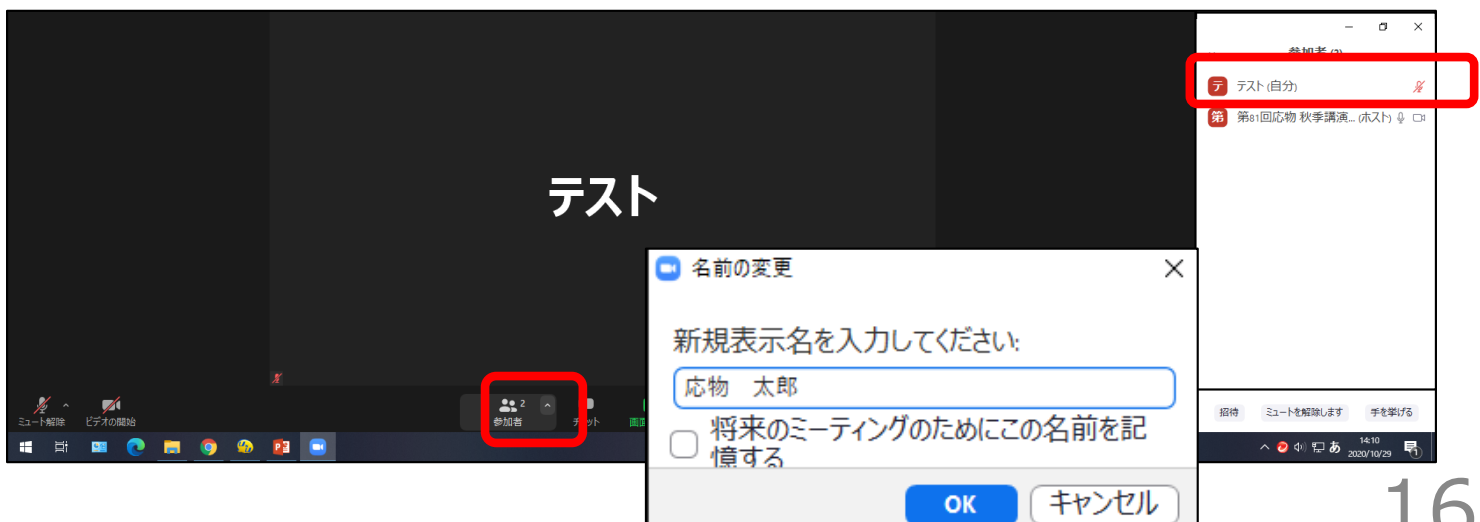 参加者 (2)
テ テスト (自分)
第 第81回応物 秋季講演... (ホスト)
テスト
名前の変更
新規表示名を入力してください:
応物　太郎
将来のミーティングのためにこの名前を記
憶する
OK キャンセル
ミュート解除 ビデオの開始 2 参加者 チャット
招待 ミュートを解除します 手を挙げる
あ 14:10
2020/10/29
16